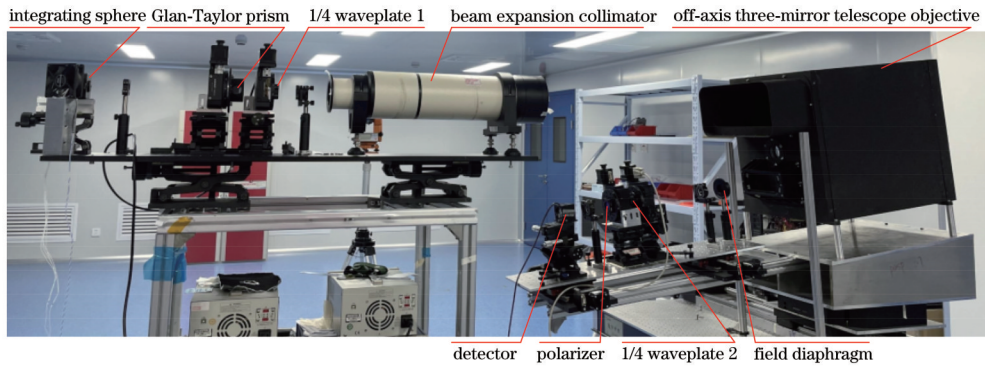 integrating sphere
Glan-Taylor prism
1/4 waveplate 1
beam expansion collimator
off-axis three-mirror telescope objective
detector
polarizer
1/4 waveplate 2
field diaphragm